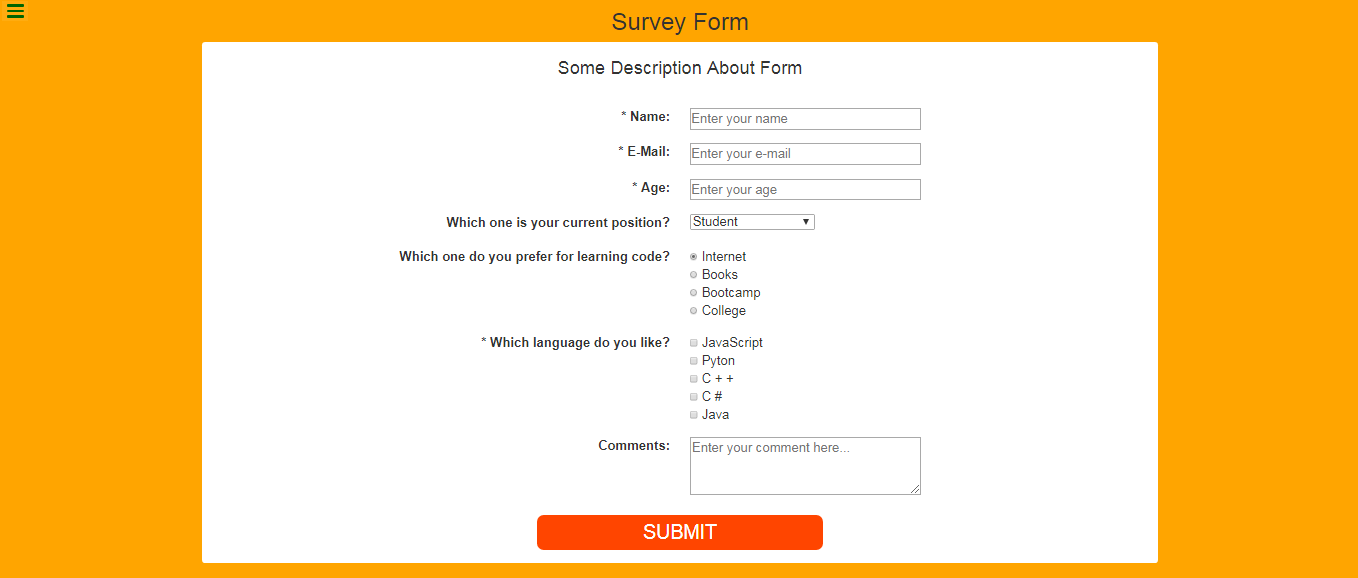 Survey Form
Some Description About Form
* Name: Enter your name
* E-Mail: Enter your e-mail
* Age: Enter your age
Which one is your current position? Student
Which one do you prefer for learning code? Internet
Books
Bootcamp
College
* Which language do you like? JavaScript
Pyton
C + +
C #
Java
Comments: Enter your comment here...
SUBMIT